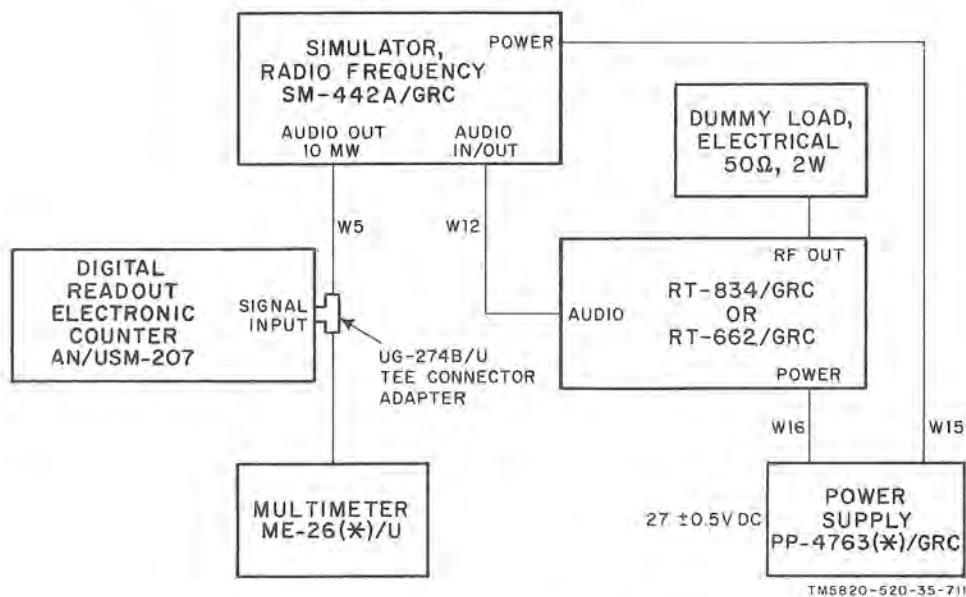 SIMULATOR,
RADIO FREQUENCY
SM-442A/GRC
POWER
AUDIO OUT
10 MW
AUDIO
IN/OUT
DUMMY LOAD,
ELECTRICAL
50Ω, 2W
W5
W12
DIGITAL
READOUT
ELECTRONIC
COUNTER
AN/USM-207
SIGNAL
INPUT
UG-274B/U
TEE CONNECTOR
ADAPTER
RF OUT
RT-834/GRC
OR
RT-662/GRC
AUDIO
POWER
W16
W15
MULTIMETER
ME-26(*)/U
27 ±0.5V DC
POWER
SUPPLY
PP-4763(*)/GRC
TM5820-520-35-711